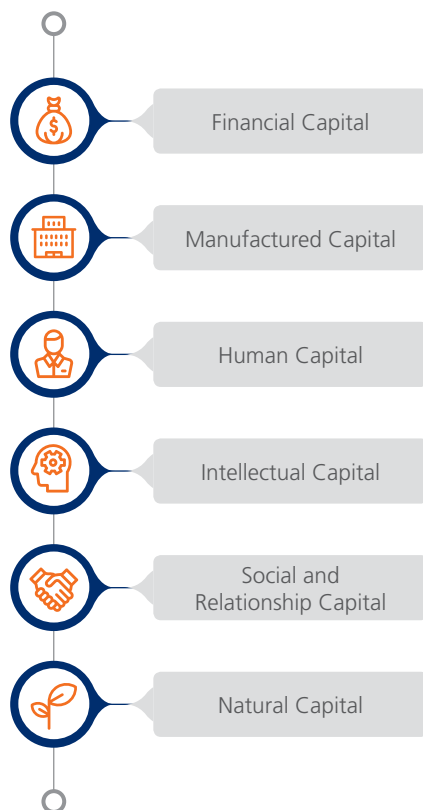 $
Financial Capital
Manufactured Capital
Human Capital
Intellectual Capital
Social and
Relationship Capital
Natural Capital